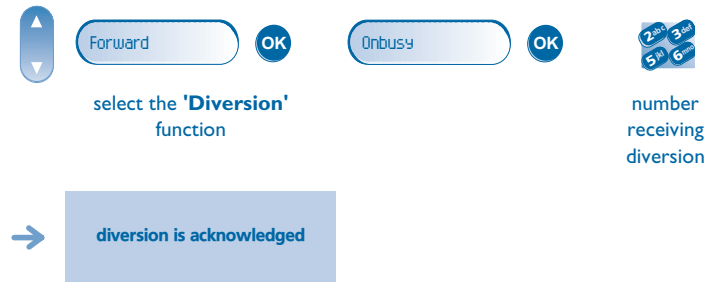 Forward OK Onbusy OK 2abc 3def
5jkl 6mno
select the 'Diversion' number
function receiving
diversion
diversion is acknowledged